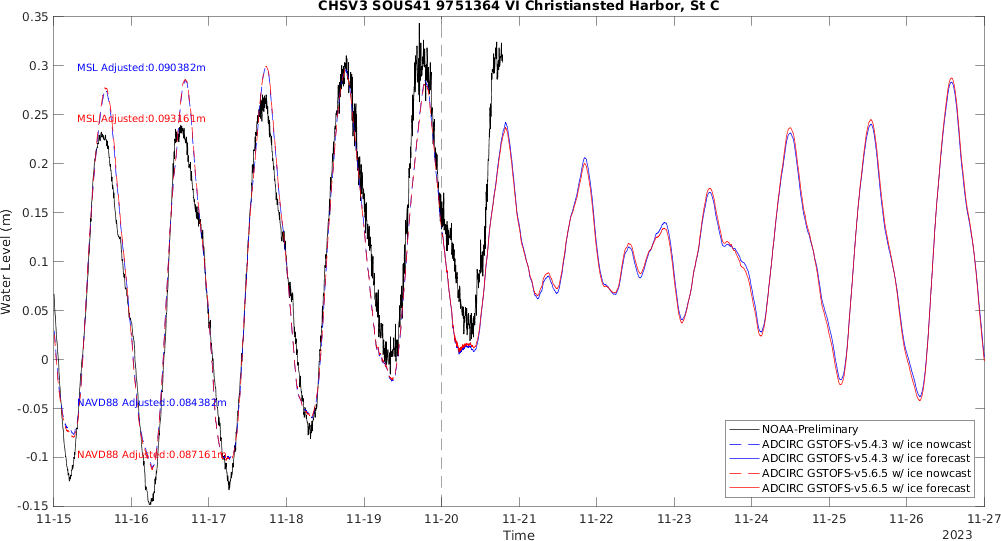 CHSV3 SOUS41 9751364 VI Christiansted Harbor, St C
0.35
0.3
0.25
0.2
0.15
0.1
0.05
0
-0.05
-0.1
-0.15
Water Level (m)
MSL Adjusted:0.090382m
MSL Adjusted:0.093161m
NAVD88 Adjusted:0.084382m
NAVD88 Adjusted:0.087161m
NOAA-Preliminary
ADCIRC GSTOFS-v5.4.3 w/ ice nowcast
ADCIRC GSTOFS-v5.4.3 w/ ice forecast
ADCIRC GSTOFS-v5.6.5 w/ ice nowcast
ADCIRC GSTOFS-v5.6.5 w/ ice forecast
11-15 11-16 11-17 11-18 11-19 11-20 11-21 11-22 11-23 11-24 11-25 11-26 11-27
Time
2023